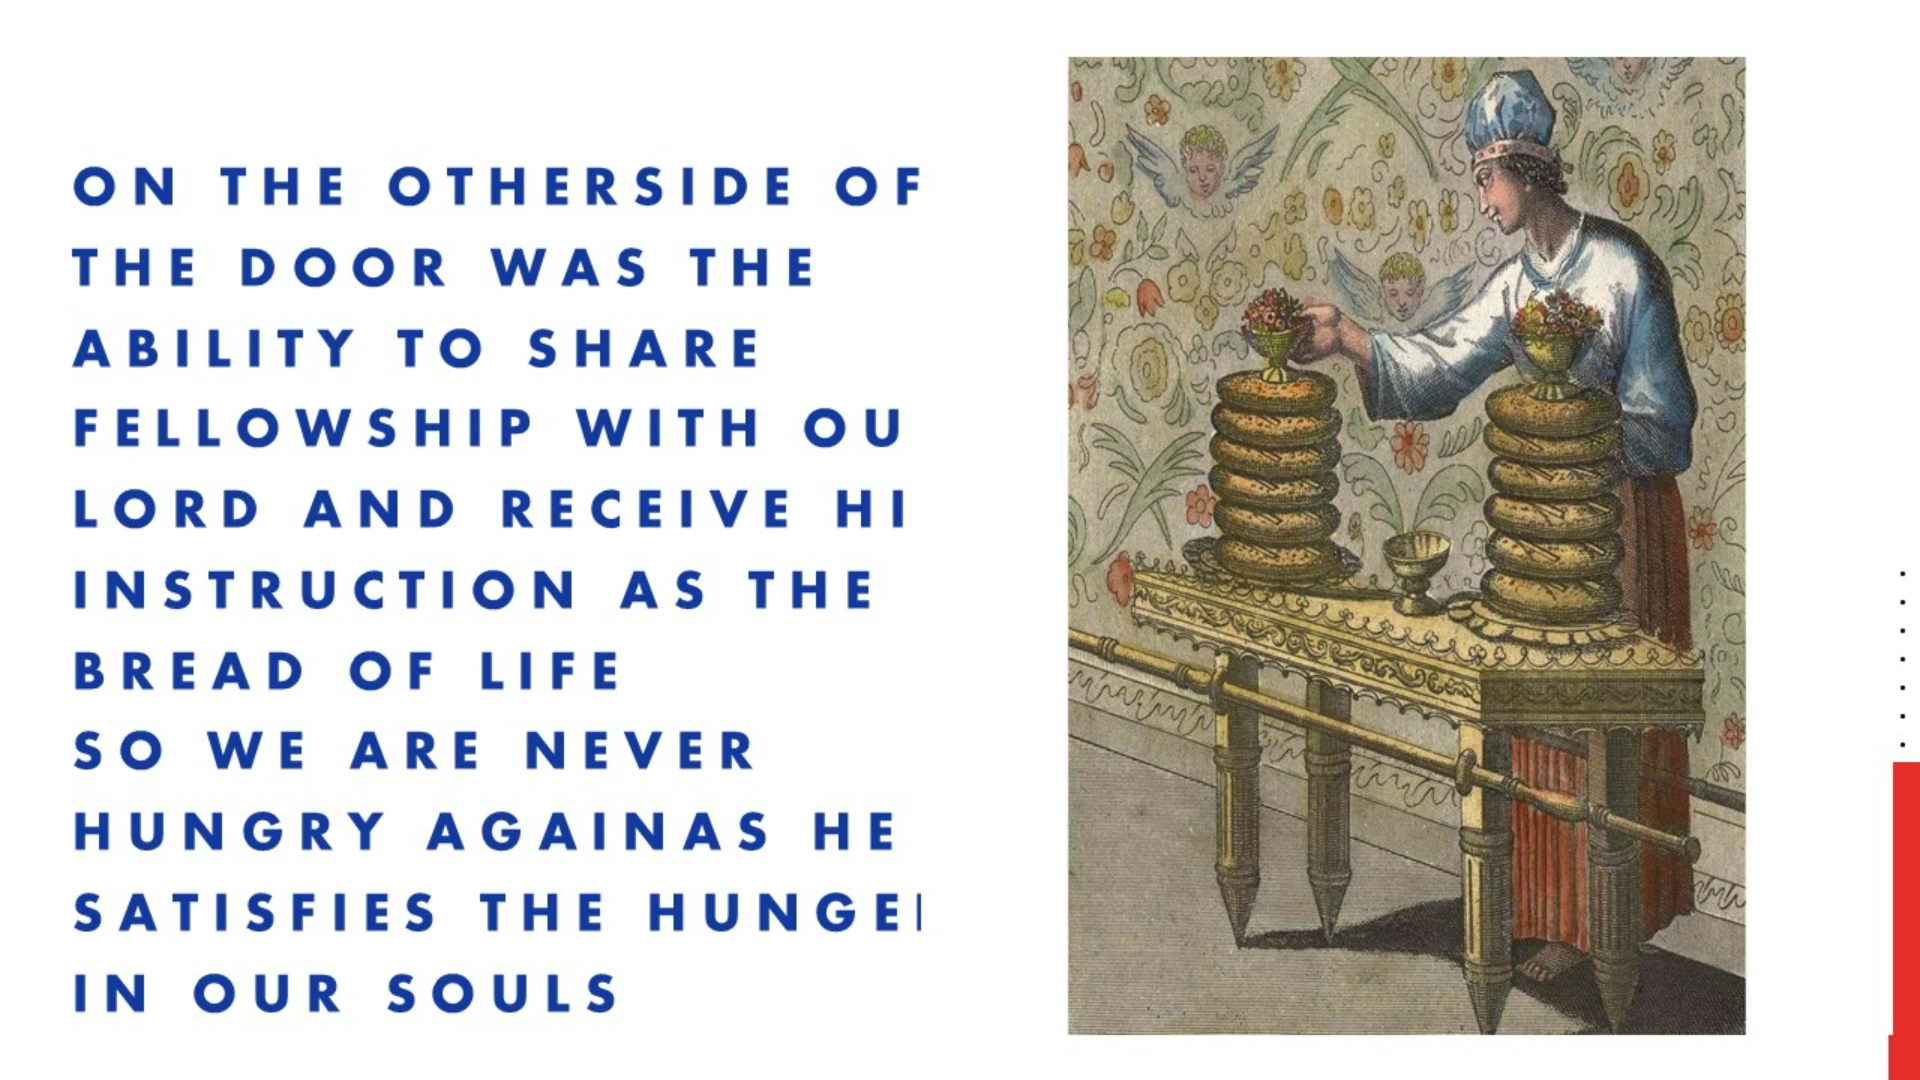 ON THE OTHERSIDE OF
THE DOOR WAS THE
ABILITY TO SHARE
FELLOWSHIP WITH OU
LORD AND RECEIVE HI
INSTRUCTION AS THE
BREAD OF LIFE
SO WE ARE NEVER
HUNGRY AGAINAS HE
SATISFIES THE HUNGE
IN OUR SOULS